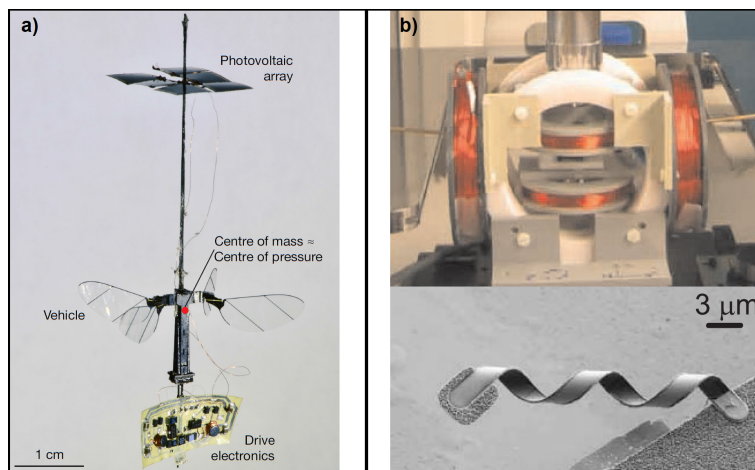 a)
Photovoltaic
array
Centre of mass ≈
Centre of pressure
Vehicle
Drive
electronics
1 cm
b)
3 μm